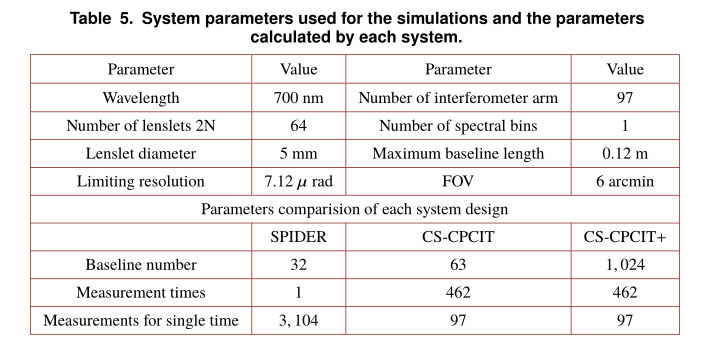 Table 5. System parameters used for the simulations and the parameters
calculated by each system.
Parameter Value Parameter Value
Wavelength 700 nm Number of interferometer arm 97
Number of lenslets 2N 64 Number of spectral bins 1
Lenslet diameter 5 mm Maximum baseline length 0.12 m
Limiting resolution 7.12 μ rad FOV 6 arcmin
Parameters comparision of each system design
SPIDER CS-CPCIT CS-CPCIT+
Baseline number 32 63 1,024
Measurement times 1 462 462
Measurements for single time 3,104 97 97